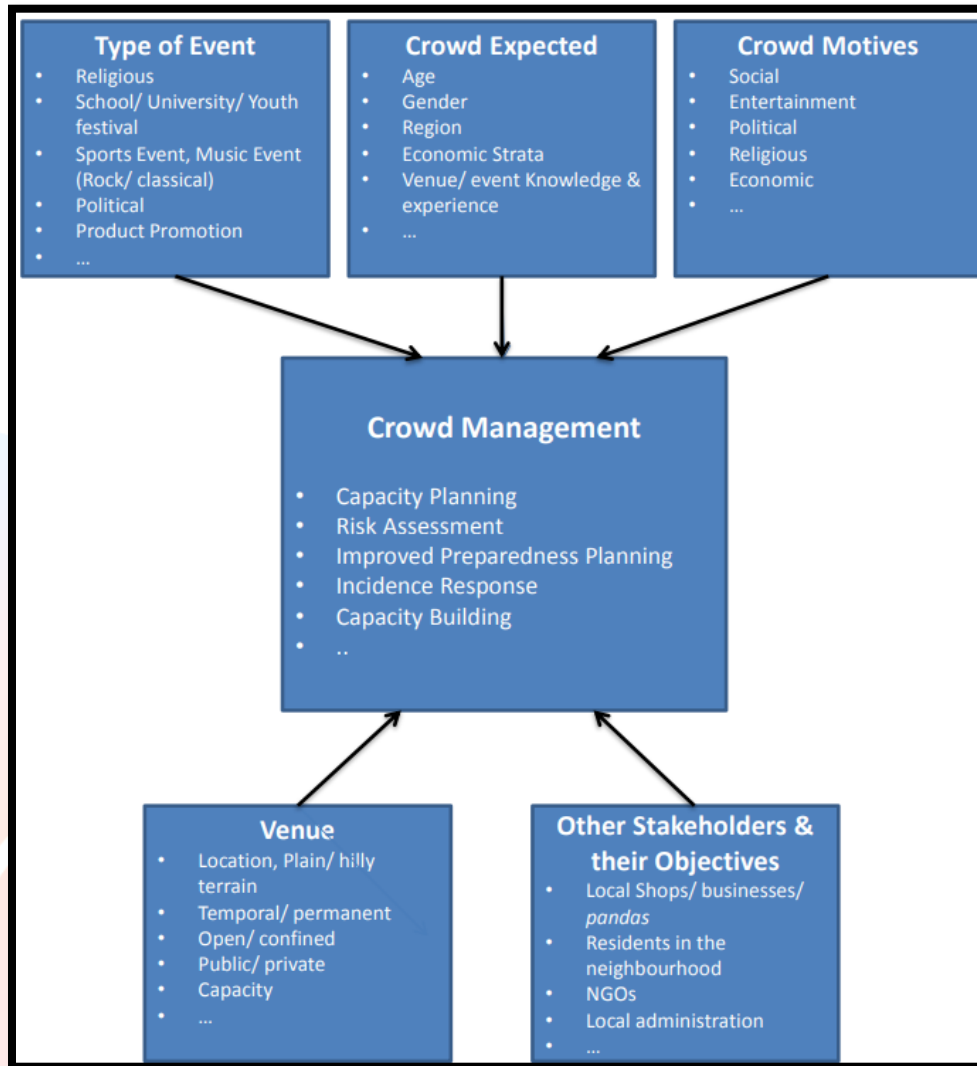 Type of Event
• Religious
• School/ University/ Youth
festival
• Sports Event, Music Event
(Rock/ classical)
• Political
• Product Promotion
• ...
Crowd Expected
• Age
• Gender
• Region
• Economic Strata
• Venue/ event Knowledge &
experience
• ...
Crowd Motives
• Social
• Entertainment
• Political
• Religious
• Economic
• ...
Crowd Management
• Capacity Planning
• Risk Assessment
• Improved Preparedness Planning
• Incidence Response
• Capacity Building
• ..
Venue
• Location, Plain/ hilly
terrain
• Temporal/ permanent
• Open/ confined
• Public/ private
• Capacity
• ...
Other Stakeholders &
their Objectives
• Local Shops/ businesses/
pandas
• Residents in the
neighbourhood
• NGOs
• Local administration
• ...